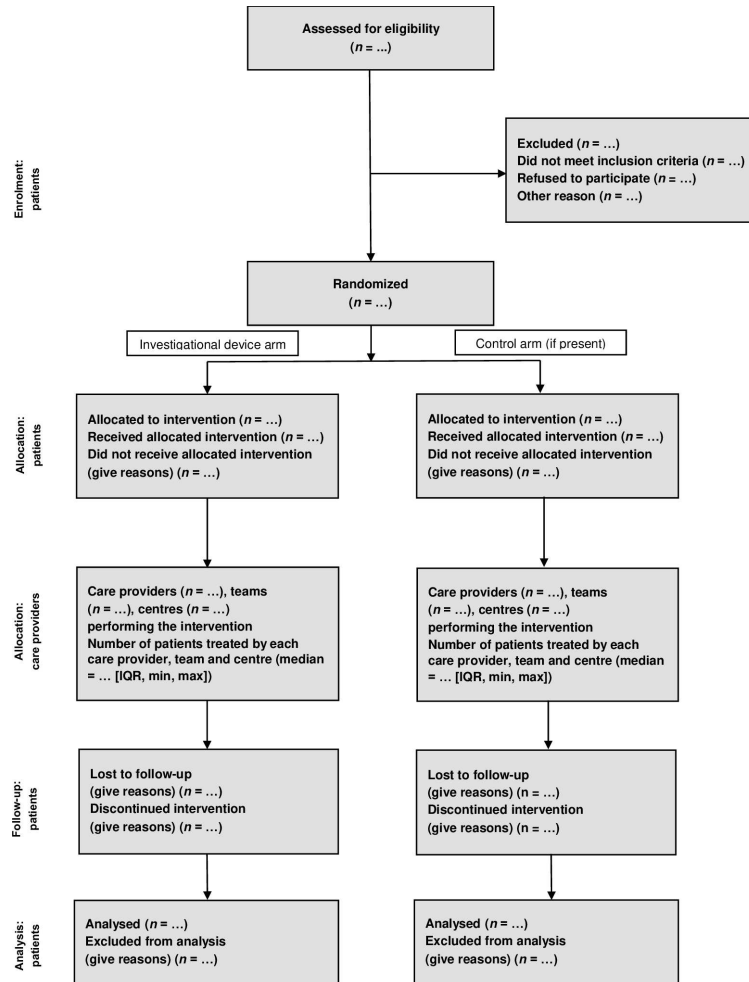 Assessed for eligibility
(n = ...)
Enrolment:
patients
Excluded (n = …)
Did not meet inclusion criteria (n = …)
Refused to participate (n = …)
Other reason (n = …)
Randomized
(n = …)
Investigational device arm
Control arm (if present)
Allocation:
patients
Allocated to intervention (n = …)
Received allocated intervention (n = …)
Did not receive allocated intervention
(give reasons) (n = …)
Allocated to intervention (n = …)
Received allocated intervention (n = …)
Did not receive allocated intervention
(give reasons) (n = …)
Allocation:
care providers
Care providers (n = …), teams
(n = …), centres (n = …)
performing the intervention
Number of patients treated by each
care provider, team and centre (median
= … [IQR, min, max])
Care providers (n = …), teams
(n = …), centres (n = …)
performing the intervention
Number of patients treated by each
care provider, team and centre (median
= … [IQR, min, max])
Follow-up:
patients
Lost to follow-up
(give reasons) (n = …)
Discontinued intervention
(give reasons) (n = …)
Lost to follow-up
(give reasons) (n = …)
Discontinued intervention
(give reasons) (n = …)
Analysis:
patients
Analysed (n = …)
Excluded from analysis
(give reasons) (n = …)
Analysed (n = …)
Excluded from analysis
(give reasons) (n = …)